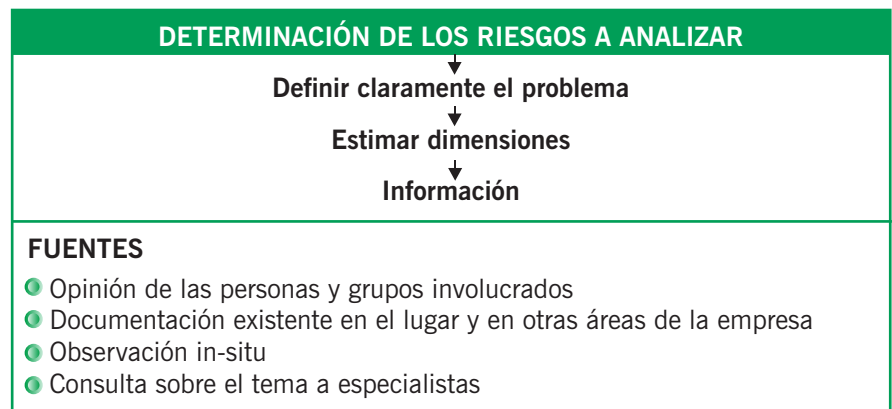 DETERMINACIÓN DE LOS RIESGOS A ANALIZAR
Definir claramente el problema
Estimar dimensiones
Información
FUENTES
Opinión de las personas y grupos involucrados
Documentación existente en el lugar y en otras áreas de la empresa
Observación in-situ
Consulta sobre el tema a especialistas